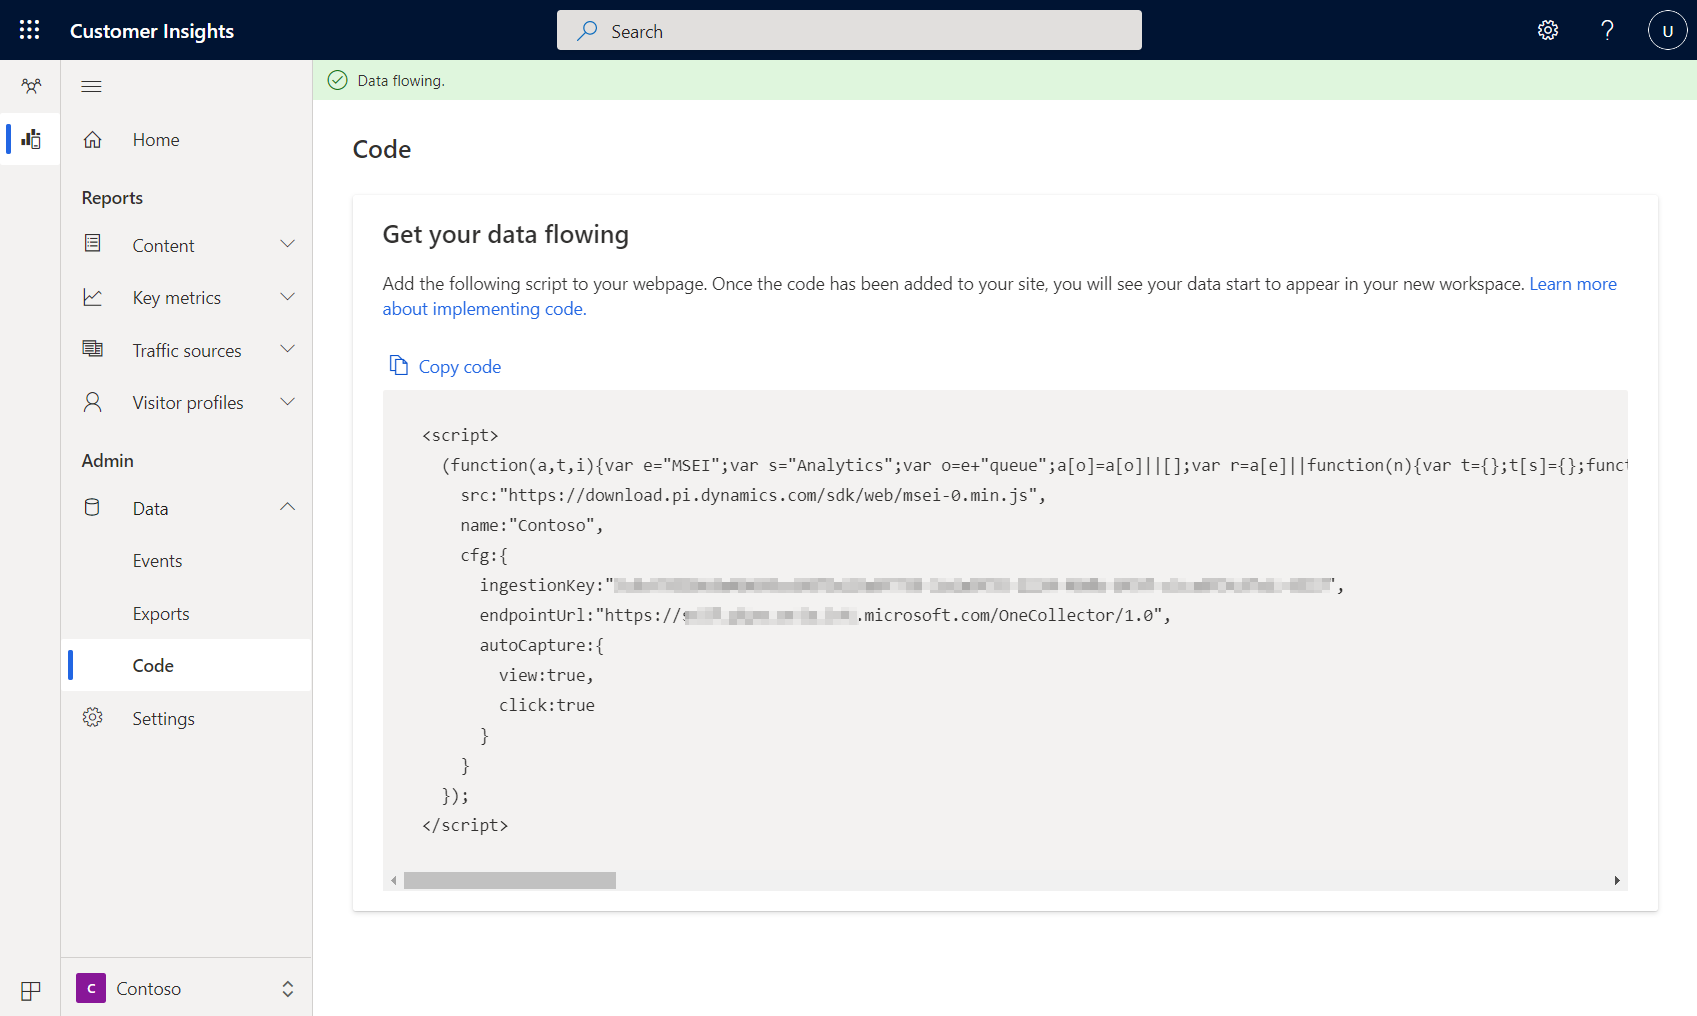 Customer Insights
Search
?
U
Data flowing.
Home
Reports
Content
Key metrics
Traffic sources
Visitor profiles
Admin
Data
Events
Exports
Code
Settings
C Contoso
Code
Get your data flowing
Add the following script to your webpage. Once the code has been added to your site, you will see your data start to appear in your new workspace. Learn more
about implementing code.
Copy code
<script>
(function(a,t,i){var e="MSEI";var s="Analytics";var o=e+"queue";a[o]=a[o]||[];var r=a[e]||function(n){var t={};t[s]={};funct
src:"https://download.pi.dynamics.com/sdk/web/msei-0.min.js",
name:"Contoso",
cfg:{
ingestionKey:"",
endpointUrl:"https://.microsoft.com/OneCollector/1.0",
autoCapture:{
view:true,
click:true
}
}
});
</script>